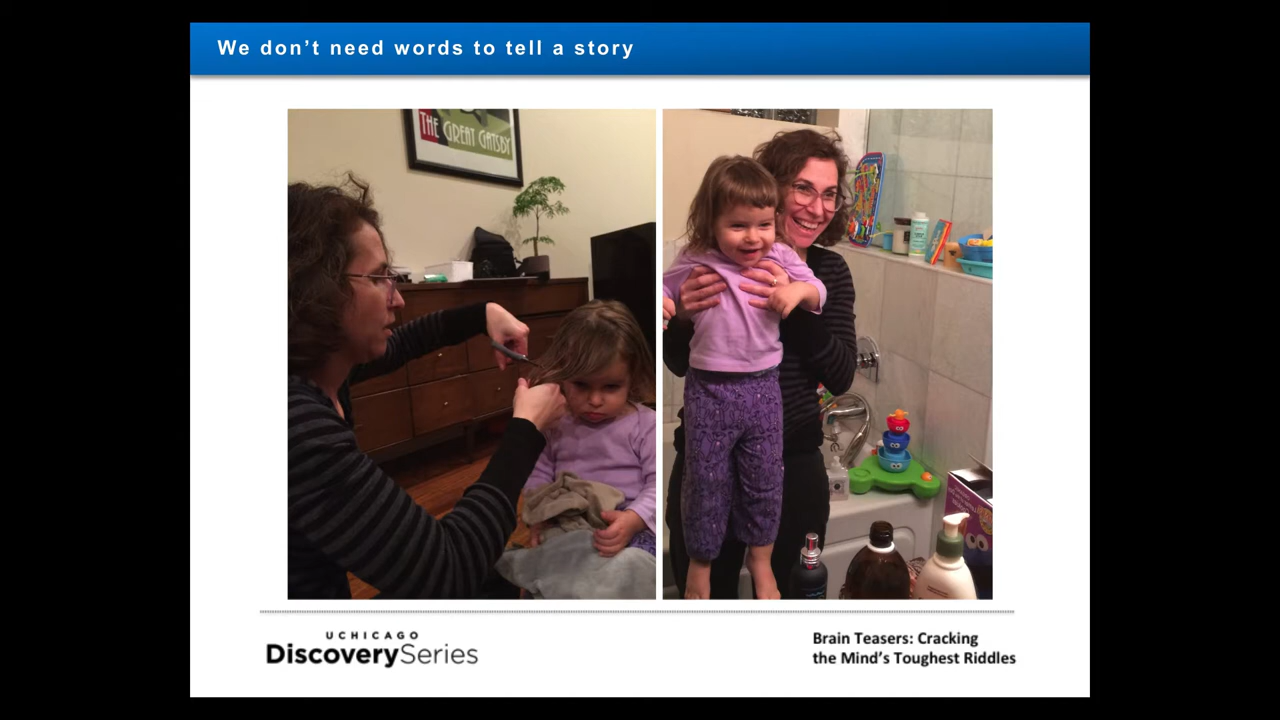 We don't need words to tell a story
THE GREAT GATSBY
UCHICAGO
DiscoverySeries
Brain Teasers: Cracking
the Mind's Toughest Riddles